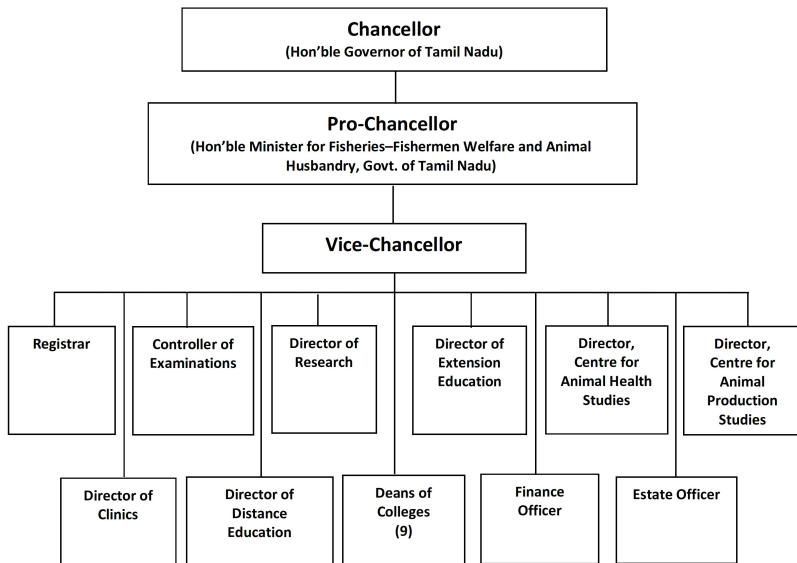 Chancellor
(Hon’ble Governor of Tamil Nadu)
Pro-Chancellor
(Hon’ble Minister for Fisheries–Fishermen Welfare and Animal
Husbandry, Govt. of Tamil Nadu)
Vice-Chancellor
Registrar
Controller of
Examinations
Director of
Research
Director of
Extension
Education
Director,
Centre for
Animal Health
Studies
Director,
Centre for
Animal
Production
Studies
Director of
Clinics
Director of
Distance
Education
Deans of
Colleges
(9)
Finance
Officer
Estate Officer